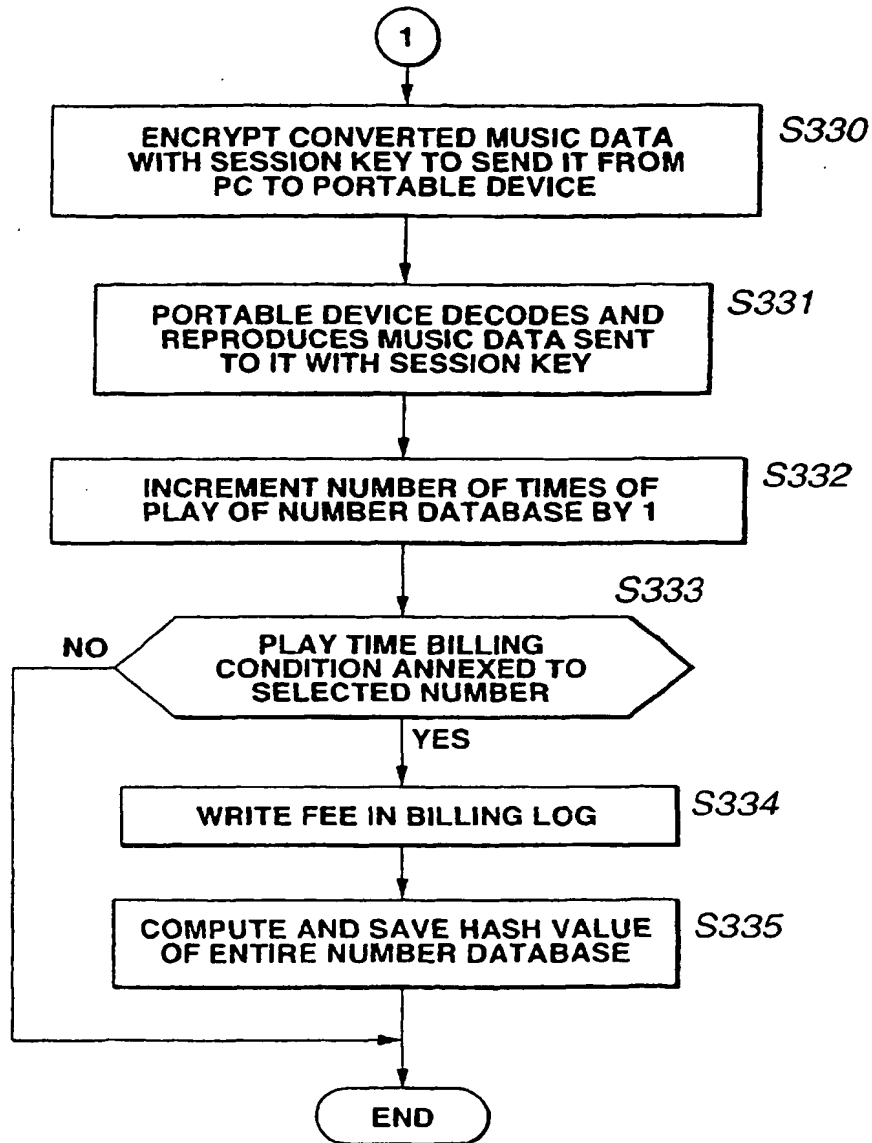 1
ENCRYPT CONVERTED MUSIC DATA
WITH SESSION KEY TO SEND IT FROM
PC TO PORTABLE DEVICE
S330
PORTABLE DEVICE DECODES AND
REPRODUCES MUSIC DATA SENT
TO IT WITH SESSION KEY
S331
INCREMENT NUMBER OF TIMES OF
PLAY OF NUMBER DATABASE BY 1
S332
S333
NO
PLAY TIME BILLING
CONDITION ANNEXED TO
SELECTED NUMBER
YES
WRITE FEE IN BILLING LOG
S334
COMPUTE AND SAVE HASH VALUE
OF ENTIRE NUMBER DATABASE
S335
END